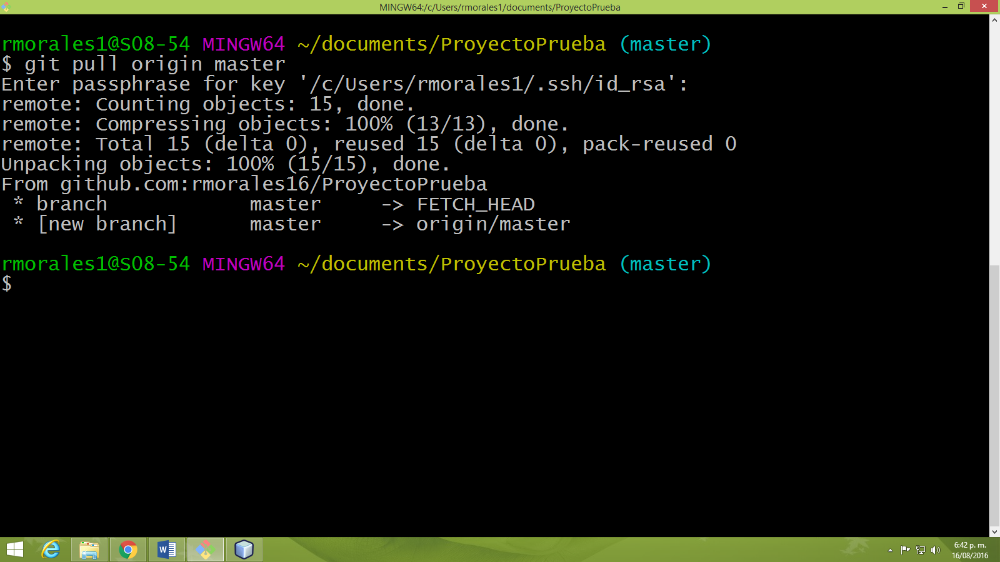 MINGW64:/c/Users/rmorales1/documents/ProyectoPrueba
rmorales1@S08-54 MINGW64 ~/documents/ProyectoPrueba (master)
$ git pull origin master
Enter passphrase for key '/c/Users/rmorales1/.ssh/id_rsa':
remote: Counting objects: 15, done.
remote: Compressing objects: 100% (13/13), done.
remote: Total 15 (delta 0), reused 15 (delta 0), pack-reused 0
Unpacking objects: 100% (15/15), done.
From github.com:rmorales16/ProyectoPrueba
 * branch            master     -> FETCH_HEAD
 * [new branch]      master     -> origin/master
rmorales1@S08-54 MINGW64 ~/documents/ProyectoPrueba (master)
$
6:42 p. m.
16/08/2016